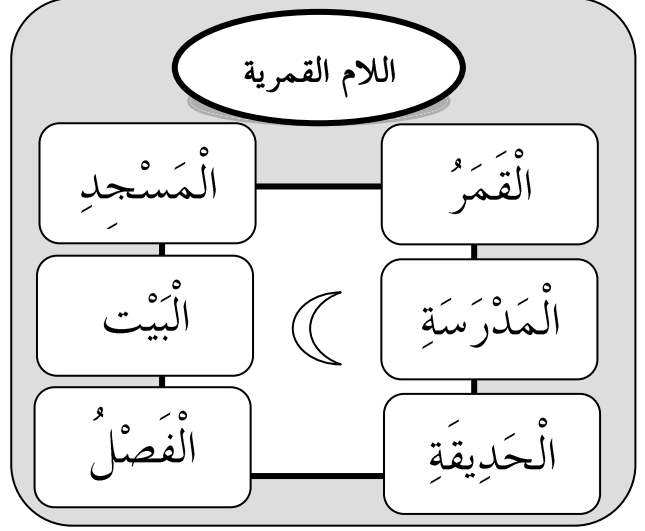 اللام القمرية
الْقَمَرُ
الْمَسْجِدِ
الْمَدْرَسَةِ
الْبَيْت
الْحَدِيقَةِ
الْفَصْلُ